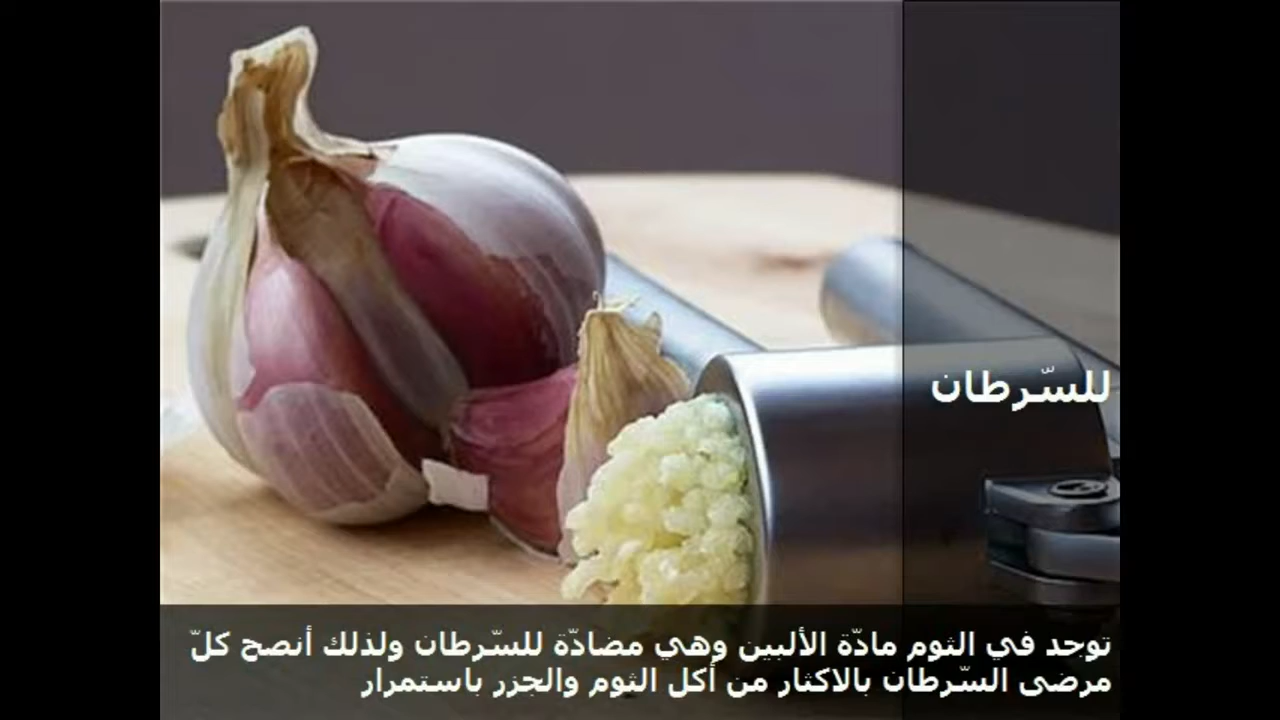 للسّرطان
توجد في الثوم مادّة الألبين وهي مضادّة للسّرطان ولذلك أنصح كلّ
مرضى السّرطان بالاكثار من أكل الثوم والجزر باستمرار